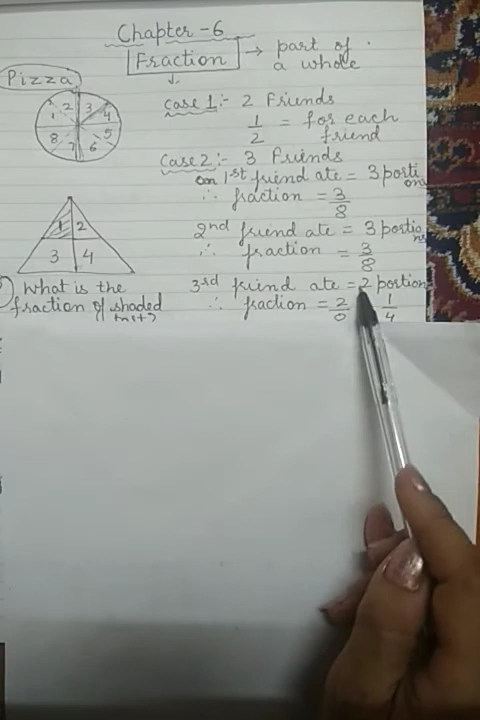 Chapter - 6
Fraction → part of a whole
Pizza
1 2 3 4 5 6 7 8
Case 1:- 2 Friends
1/2 = for each friend
Case 2:- 3 Friends
1st friend ate = 3 portions
∴ fraction = 3/8
2nd friend ate = 3 portions
∴ fraction = 3/8
1 2
3 4
3rd friend ate = 2 portion
∴ fraction = 2/ 1/4
What is the
fraction of shaded